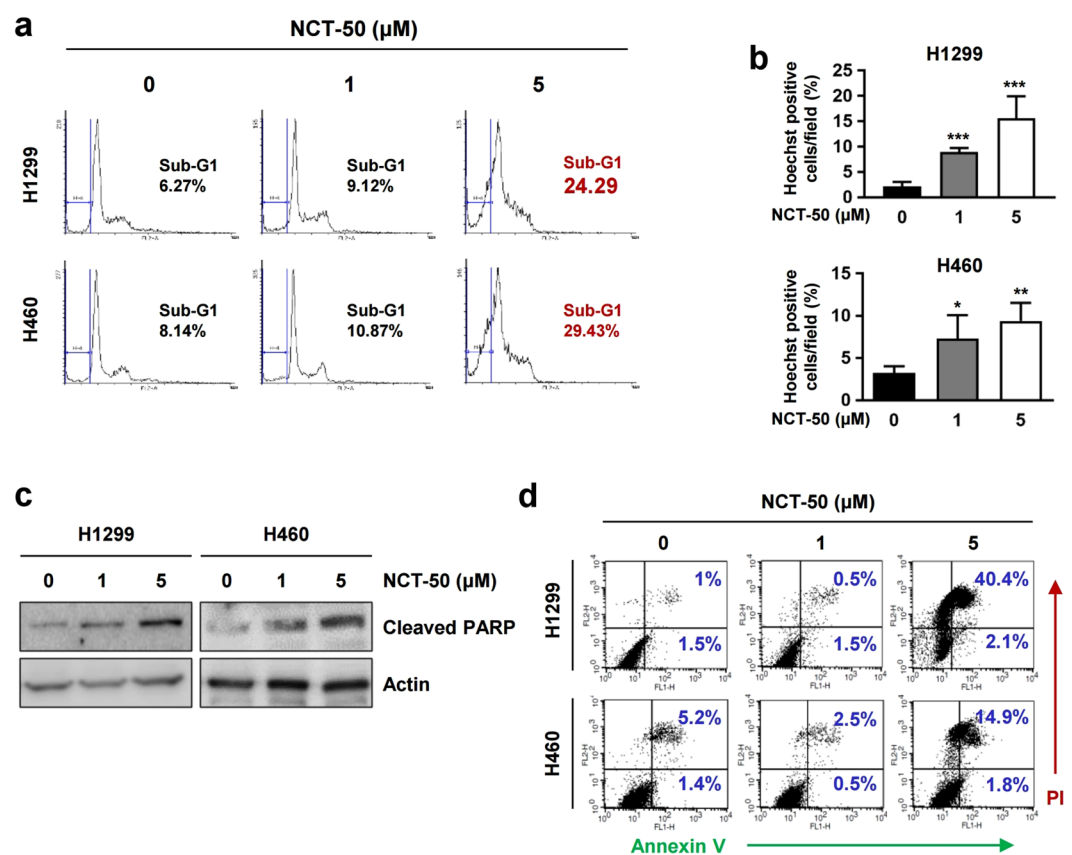 a
NCT-50 (µM)
0 1 5
H1299
Sub-G1
6.27%
Sub-G1
9.12%
Sub-G1
24.29
H460
Sub-G1
8.14%
Sub-G1
10.87%
Sub-G1
29.43%
FL2-A
b
H1299
Hoechst positive
cells/field (%)
25
20
15
10
5
0
***
***
NCT-50 (µM) 0 1 5
H460
Hoechst positive
cells/field (%)
15
10
5
0
*
**
NCT-50 (µM) 0 1 5
c
H1299 H460
0 1 5 0 1 5 NCT-50 (µM)
Cleaved PARP
Actin
d
NCT-50 (µM)
0 1 5
H1299
1% 0.5% 40.4%
1.5% 1.5% 2.1%
FL2-H
FL1-H
H460
5.2% 2.5% 14.9%
1.4% 0.5% 1.8%
FL2-H
FL1-H
PI
Annexin V